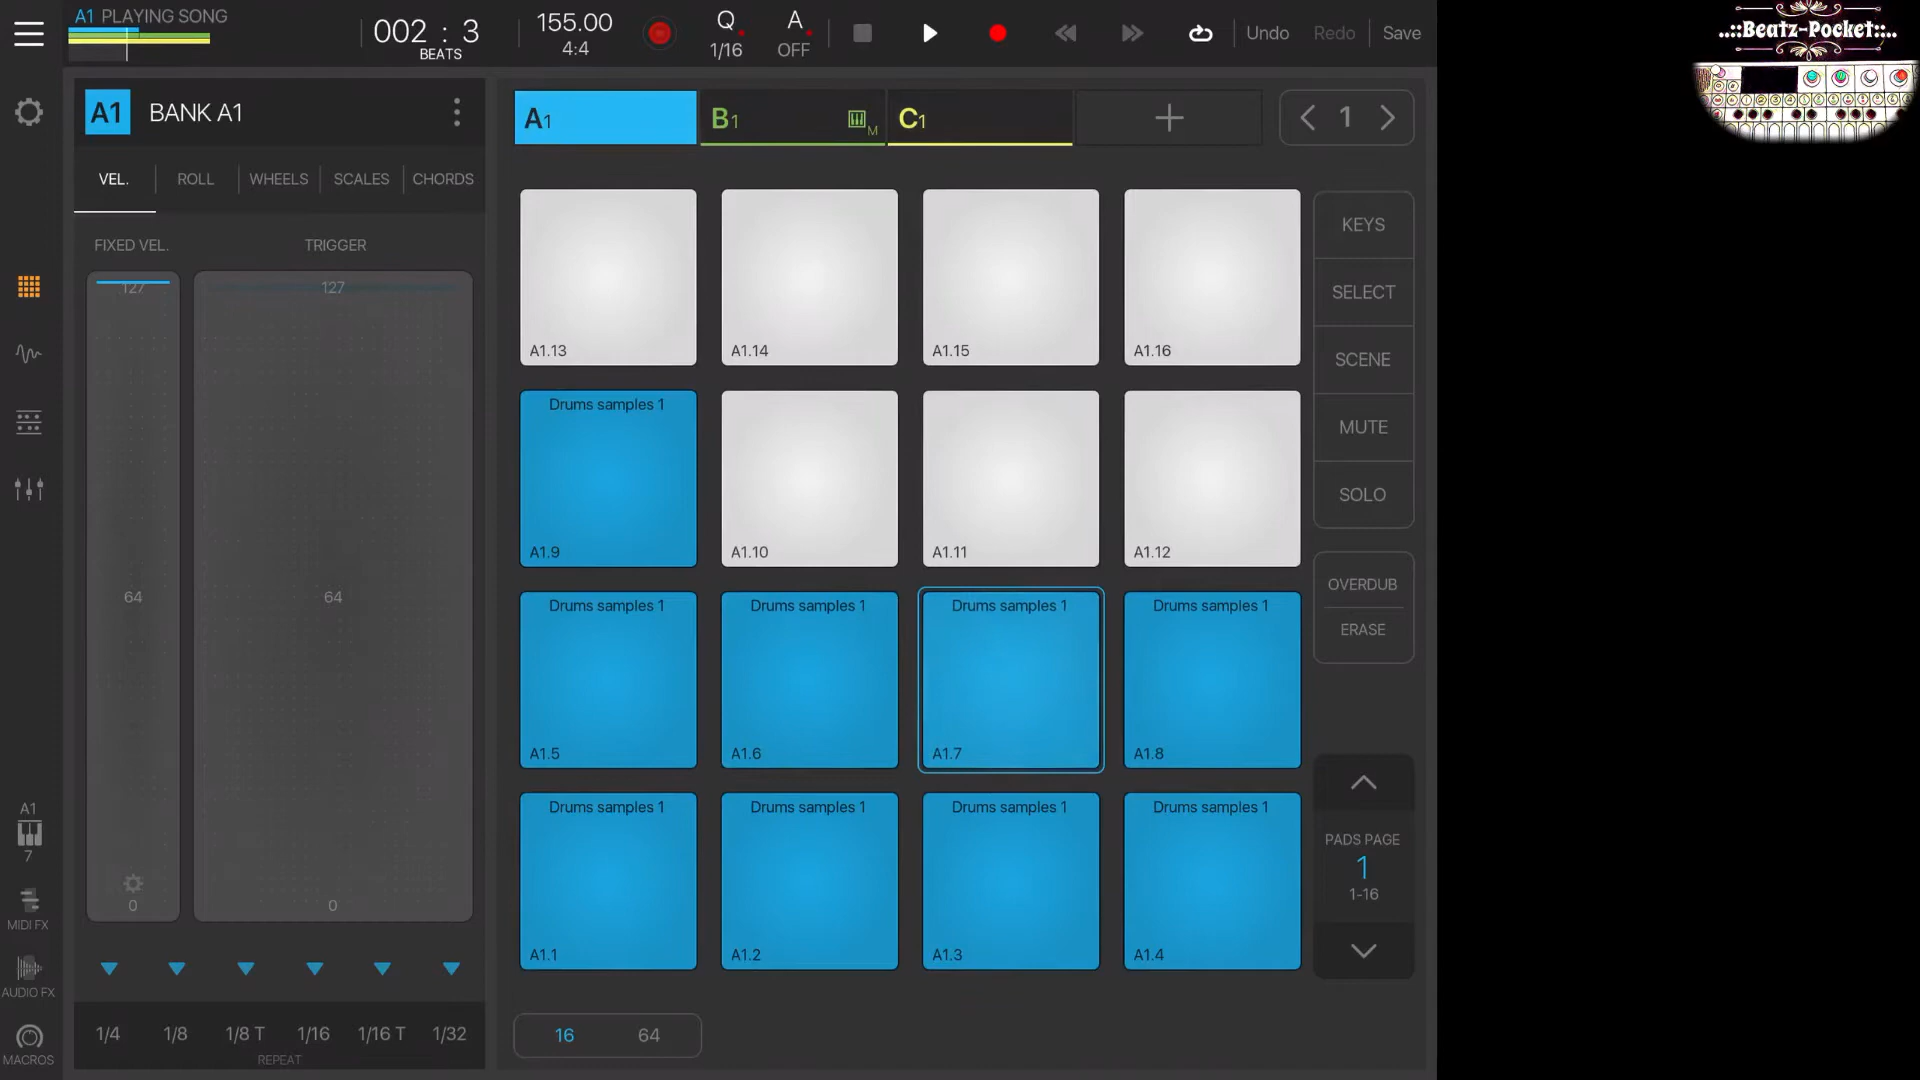 A1 PLAYING SONG
002 : 3
BEATS
155.00
4:4
Q
1/16
A
OFF
Undo
Redo
Save
..::Beatz-Pocket::..
A1
BANK A1
A1
B1
M
C1
1
VEL.
ROLL
WHEELS
SCALES
CHORDS
FIXED VEL.
TRIGGER
127
127
64
64
0
0
1/4
1/8
1/8 T
1/16
1/16 T
1/32
REPEAT
A1.13
A1.14
A1.15
A1.16
Drums samples 1
A1.9
A1.10
A1.11
A1.12
Drums samples 1
Drums samples 1
Drums samples 1
Drums samples 1
A1.5
A1.6
A1.7
A1.8
Drums samples 1
Drums samples 1
Drums samples 1
Drums samples 1
A1.1
A1.2
A1.3
A1.4
16
64
KEYS
SELECT
SCENE
MUTE
SOLO
OVERDUB
ERASE
PADS PAGE
1
1-16
A1
7
MIDI FX
AUDIO FX
MACROS